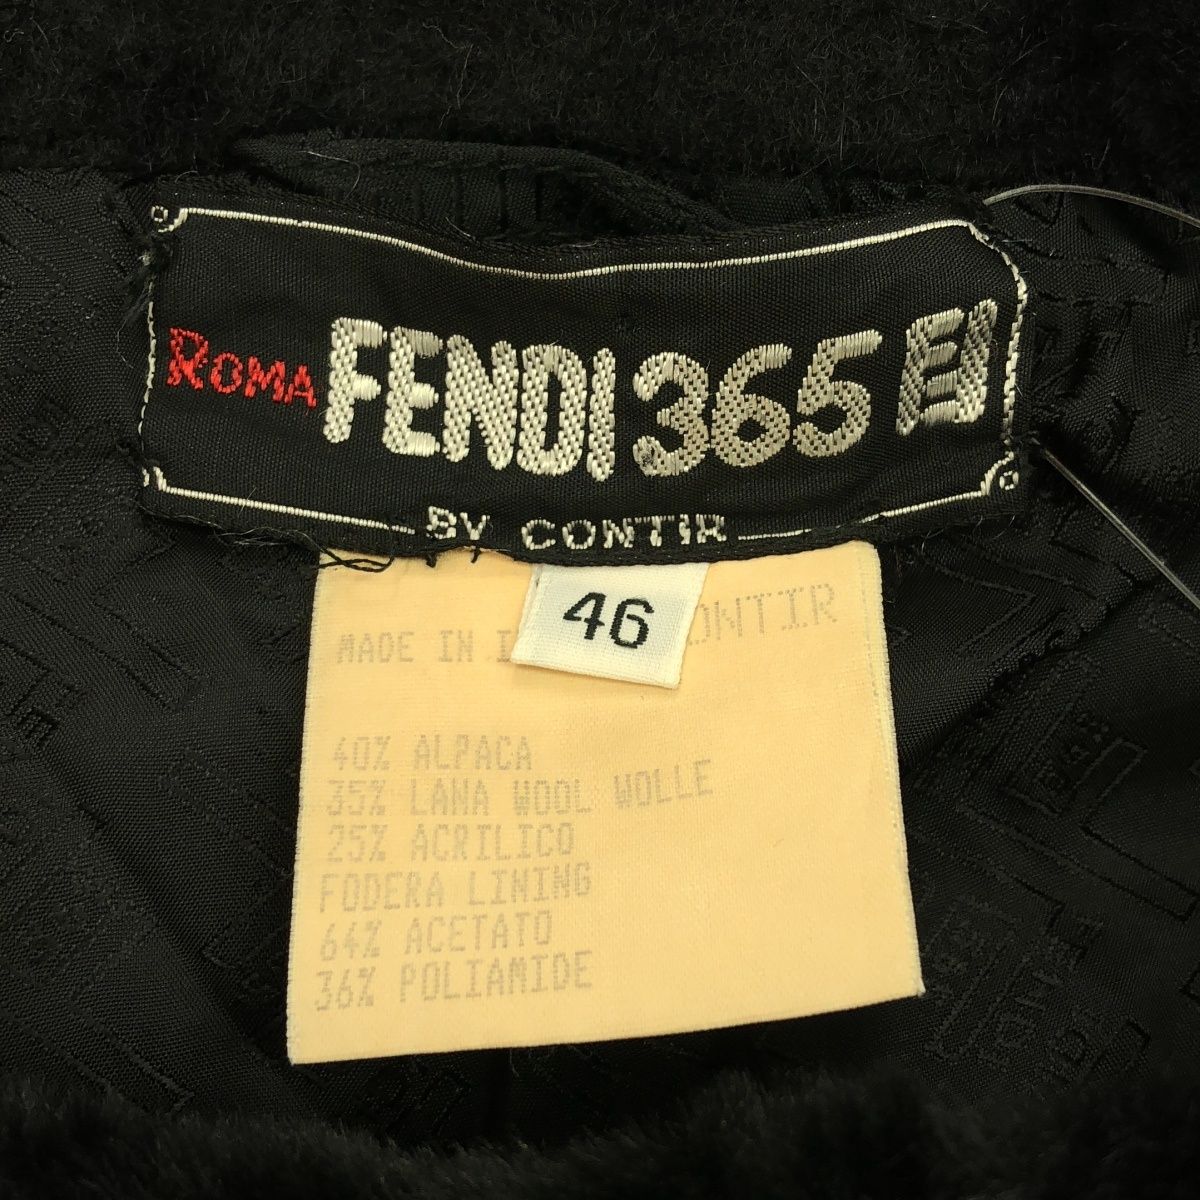 ROMA FENDI 365
BY CONTIR
46
MADE IN
40% ALPACA
35% LANA WOOL WOLLE
25% ACRILICO
FODERA LINING
64% ACETATO
36% POLIAMIDE